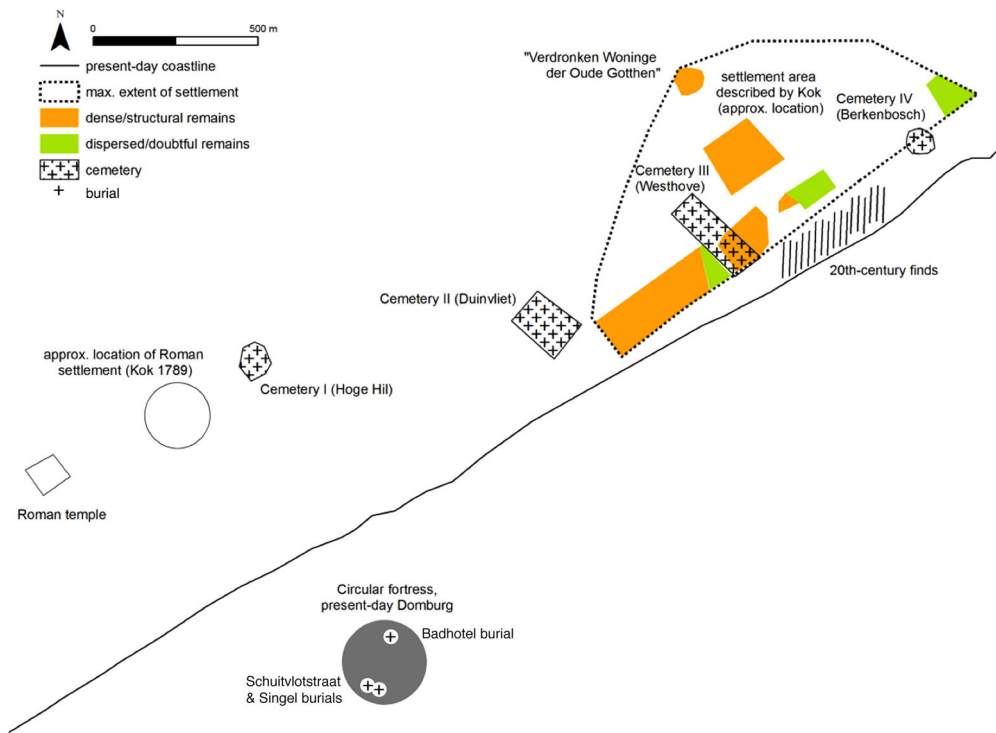 N
0
500 m
present-day coastline
max. extent of settlement
dense/structural remains
dispersed/doubtful remains
cemetery
burial
"Verdronken Woninge
der Oude Gotthen"
settlement area
described by Kok
(approx. location)
Cemetery IV
(Berkenbosch)
Cemetery III
(Westhove)
20th-century finds
Cemetery II (Duinvliet)
approx. location of Roman
settlement (Kok 1789)
Cemetery I (Hoge Hil)
Roman temple
Circular fortress,
present-day Domburg
Badhotel burial
Schuitvlotstraat
& Singel burials